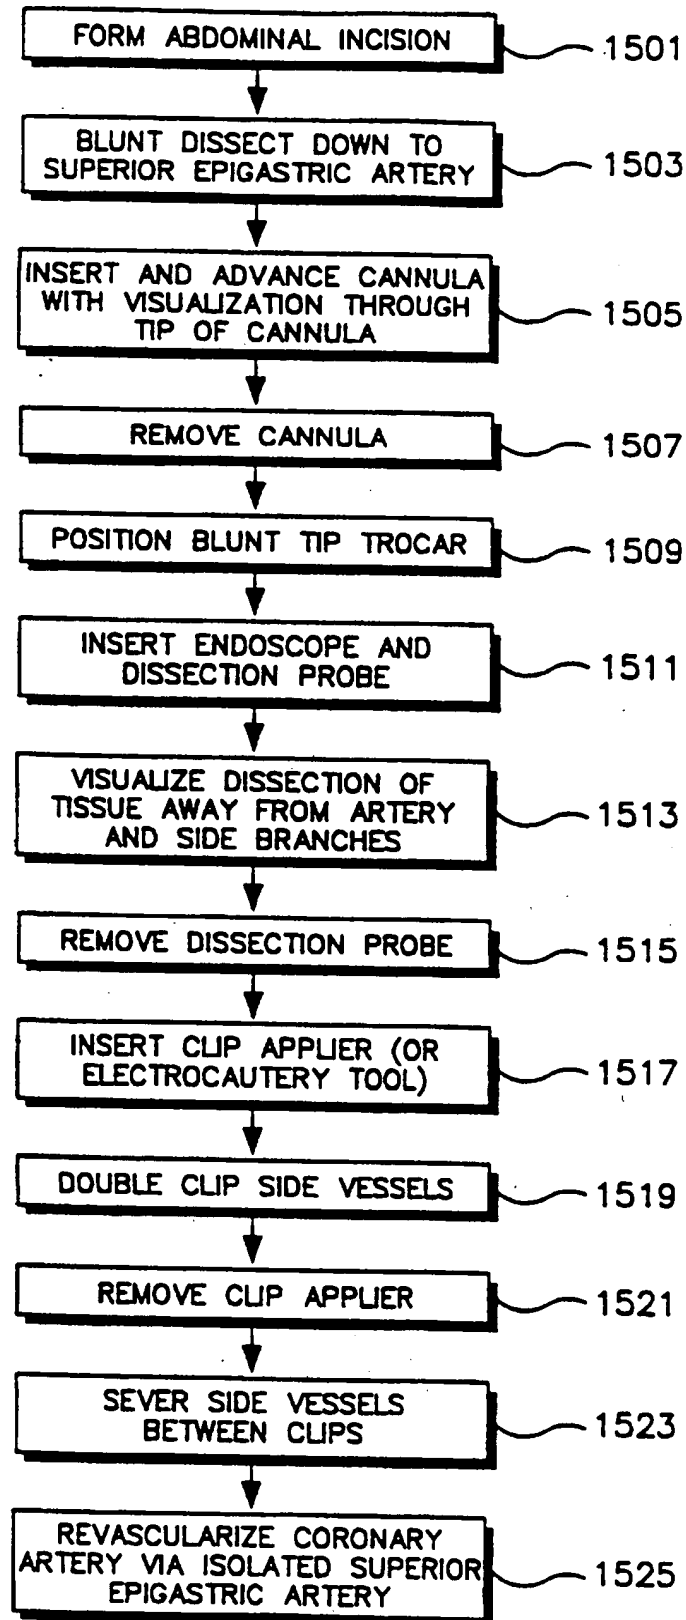 FORM ABDOMINAL INCISION
1501
BLUNT DISSECT DOWN TO
SUPERIOR EPIGASTRIC ARTERY
1503
INSERT AND ADVANCE CANNULA
WITH VISUALIZATION THROUGH
TIP OF CANNULA
1505
REMOVE CANNULA
1507
POSITION BLUNT TIP TROCAR
1509
INSERT ENDOSCOPE AND
DISSECTION PROBE
1511
VISUALIZE DISSECTION OF
TISSUE AWAY FROM ARTERY
AND SIDE BRANCHES
1513
REMOVE DISSECTION PROBE
1515
INSERT CLIP APPLIER (OR
ELECTROCAUTERY TOOL)
1517
DOUBLE CLIP SIDE VESSELS
1519
REMOVE CLIP APPLIER
1521
SEVER SIDE VESSELS
BETWEEN CLIPS
1523
REVASCULARIZE CORONARY
ARTERY VIA ISOLATED SUPERIOR
EPIGASTRIC ARTERY
1525